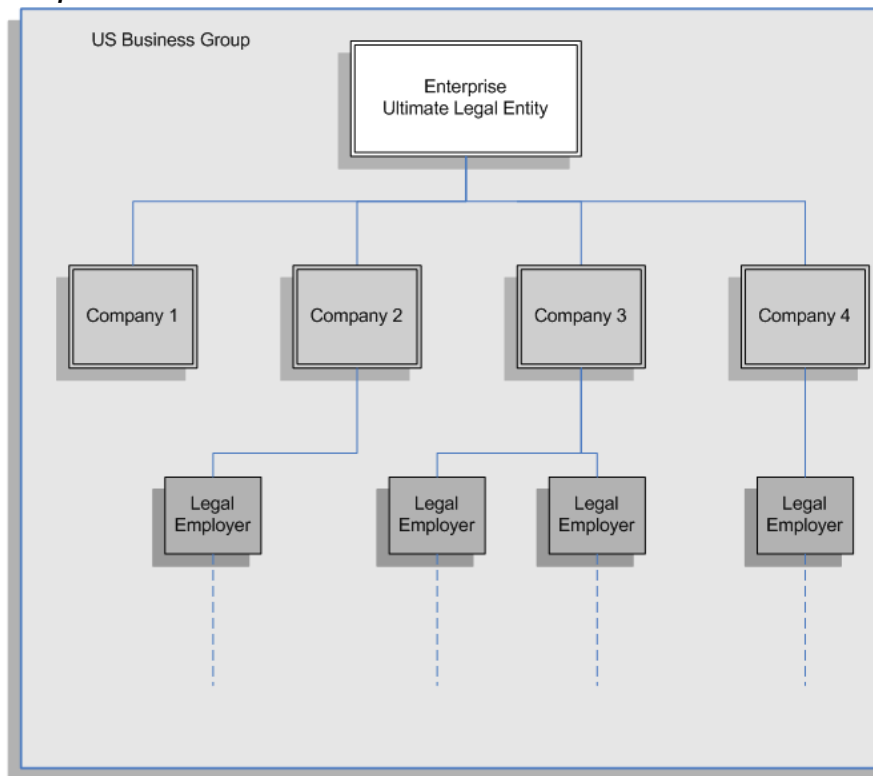 US Business Group
Enterprise
Ultimate Legal Entity
Company 1
Company 2
Company 3
Company 4
Legal
Employer
Legal
Employer
Legal
Employer
Legal
Employer